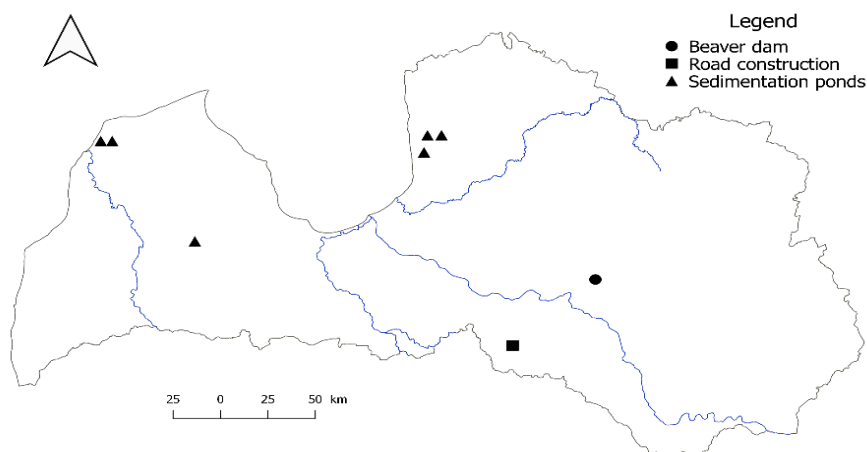 Legend
Beaver dam
Road construction
Sedimentation ponds
25 0 25 50 km